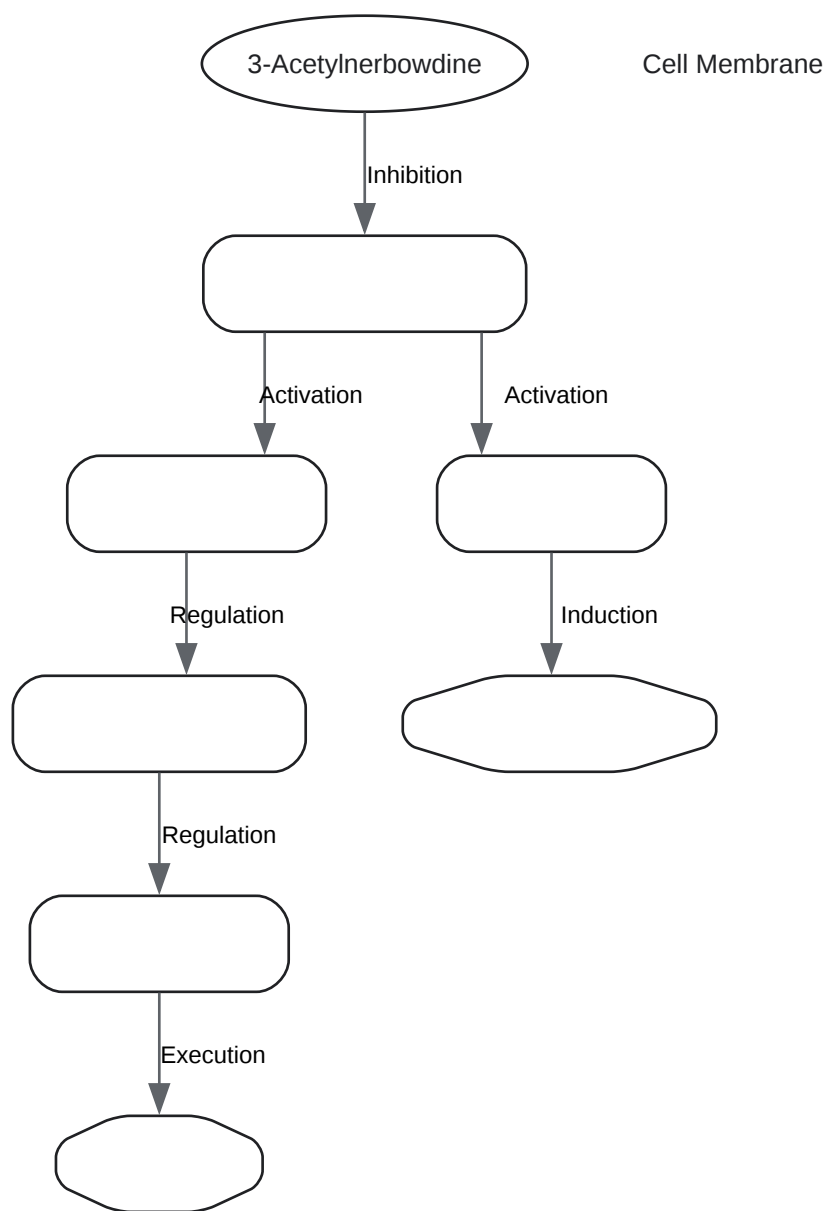 3-Acetylnerbowdine
Cell Membrane
Inhibition
Activation
Activation
Regulation
Induction
Regulation
Execution